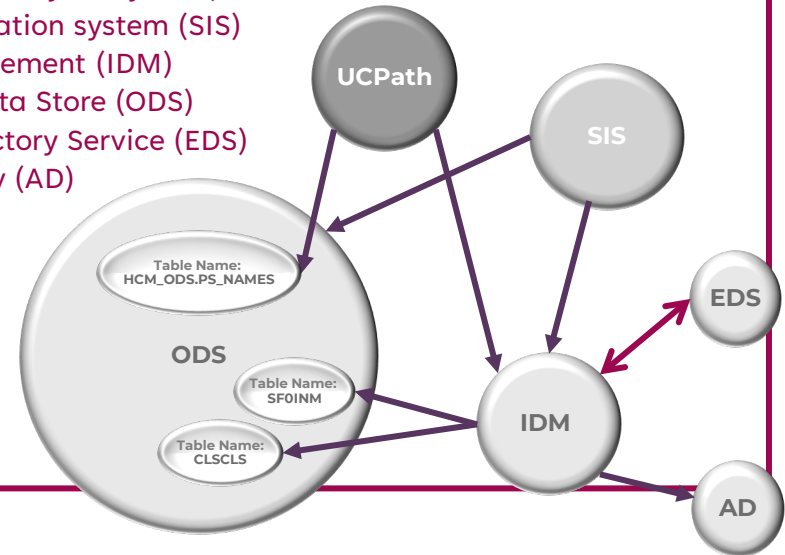 ation system (SIS)
ement (IDM)
ta Store (ODS)
ctory Service (EDS)
y (AD)
UCPath
SIS
Table Name:
HCM_ODS.PS_NAMES
EDS
ODS
Table Name:
SF0INM
IDM
Table Name:
CLSCLS
AD